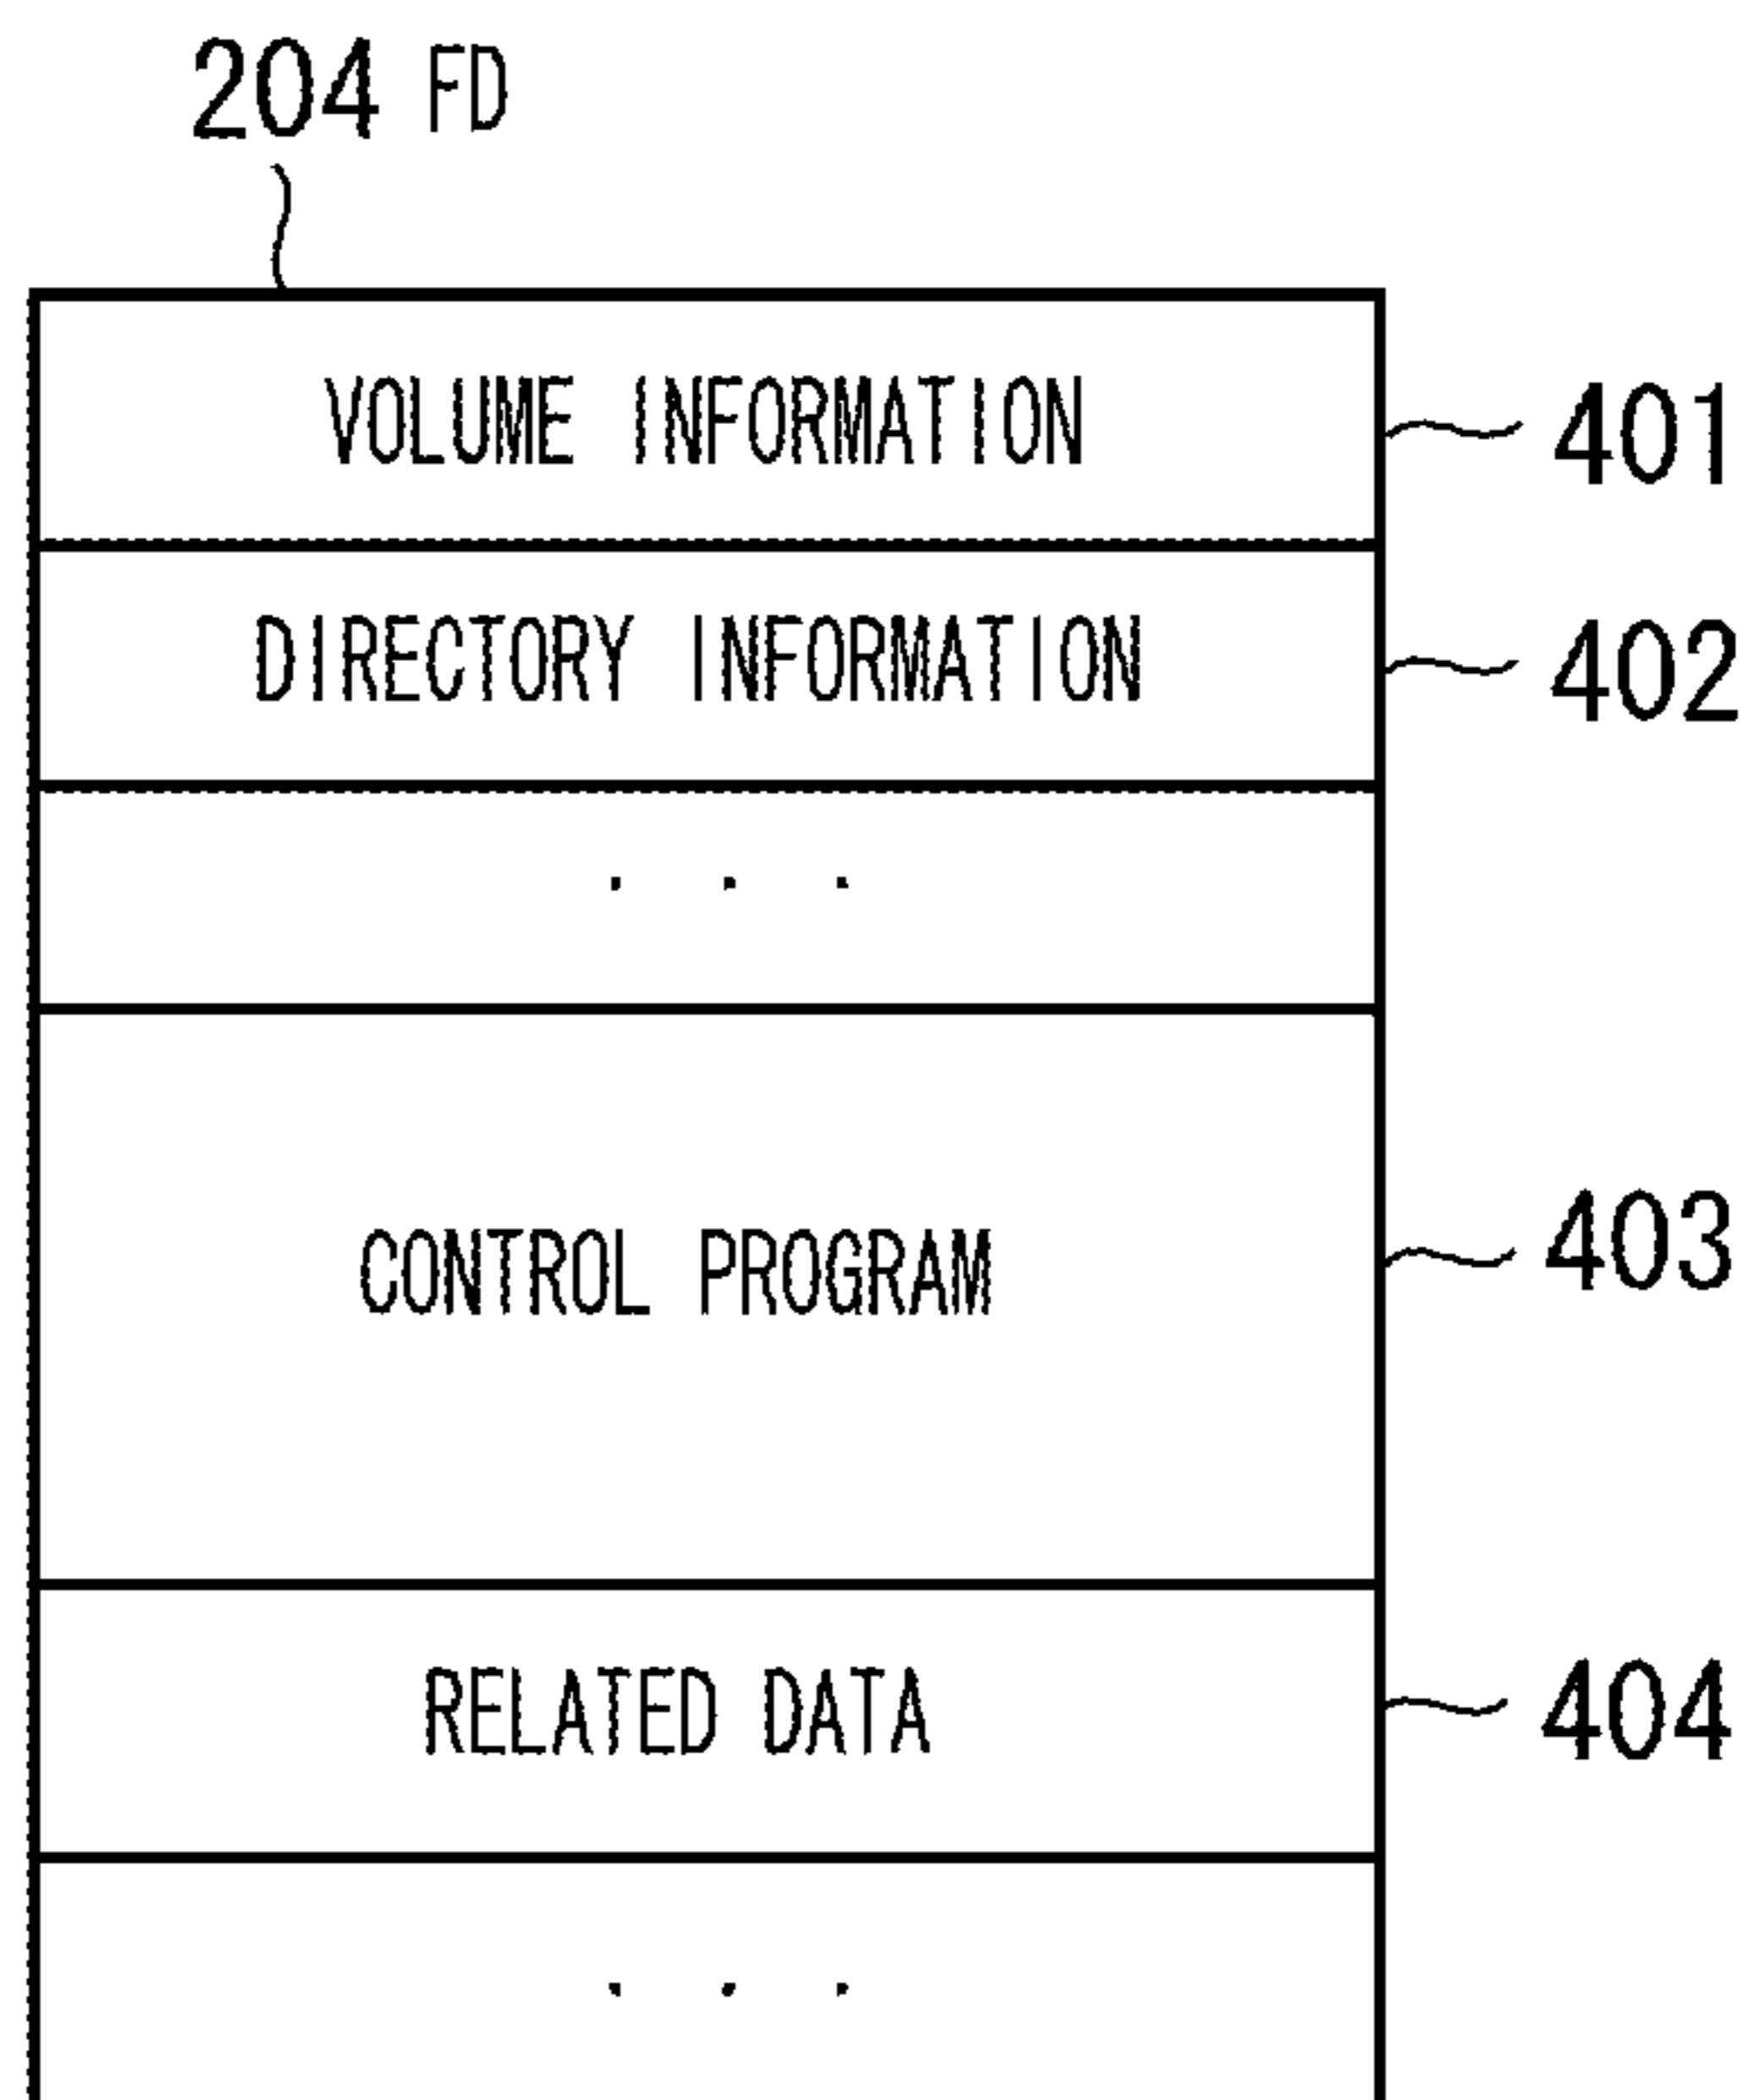 204 FD
VOLUME INFORMATION 401
DIRECTORY INFORMATION 402
. . .
CONTROL PROGRAM 403
RELATED DATA 404
. . .